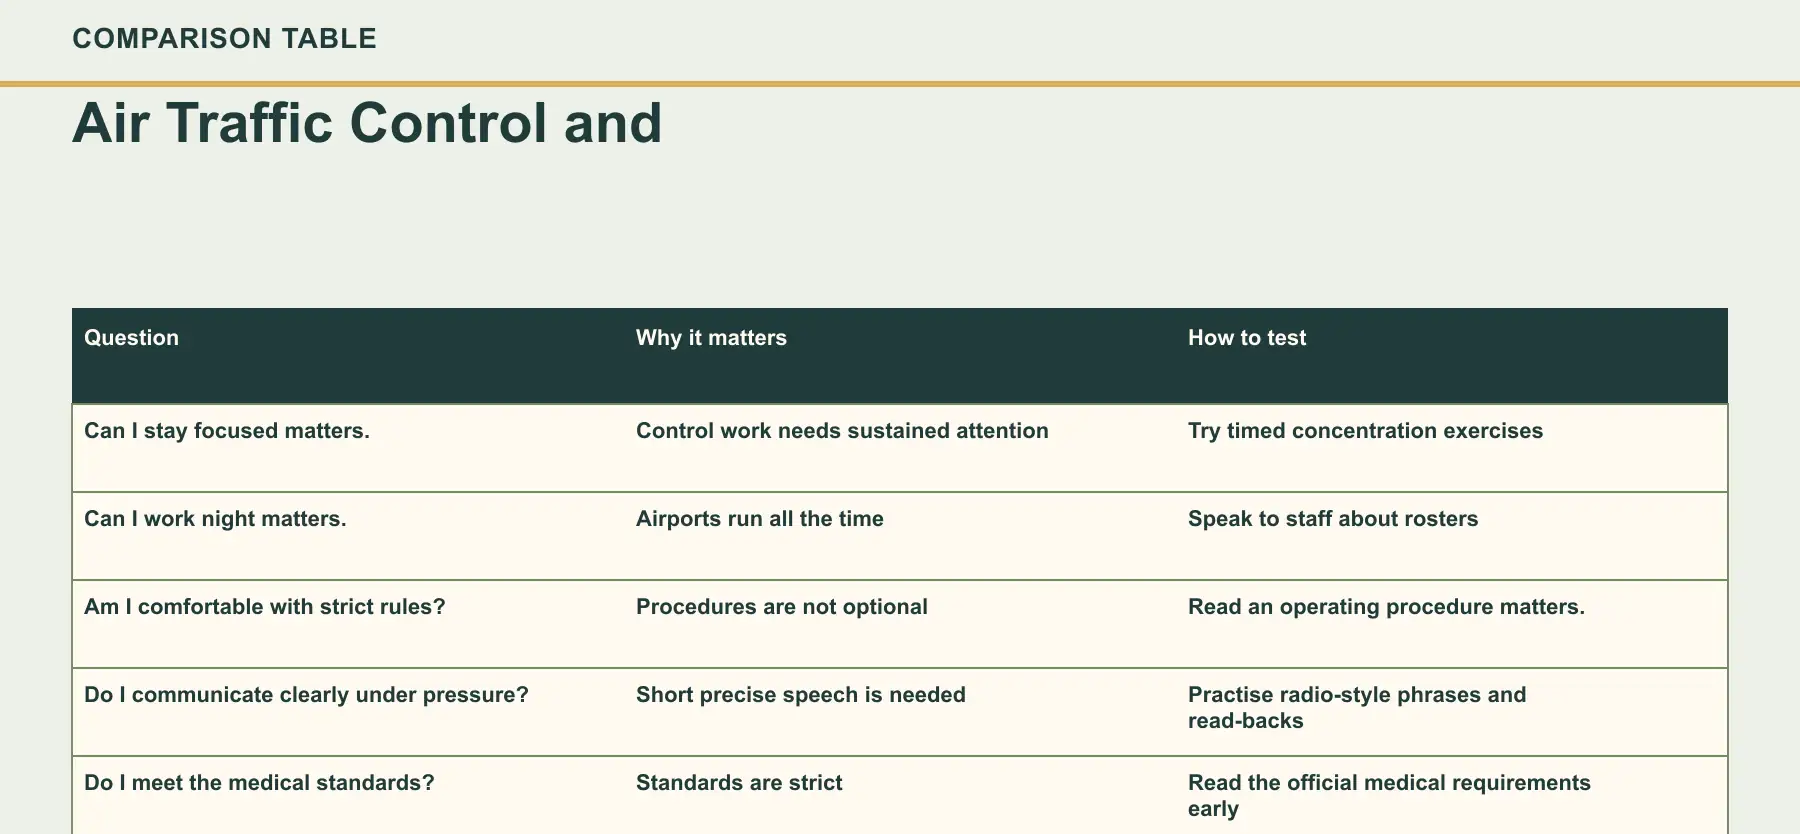 COMPARISON TABLE
Air Traffic Control and
Question
Why it matters
How to test
Can I stay focused matters.
Control work needs sustained attention
Try timed concentration exercises
Can I work night matters.
Airports run all the time
Speak to staff about rosters
Am I comfortable with strict rules?
Procedures are not optional
Read an operating procedure matters.
Do I communicate clearly under pressure?
Short precise speech is needed
Practise radio-style phrases and
read-backs
Do I meet the medical standards?
Standards are strict
Read the official medical requirements
early